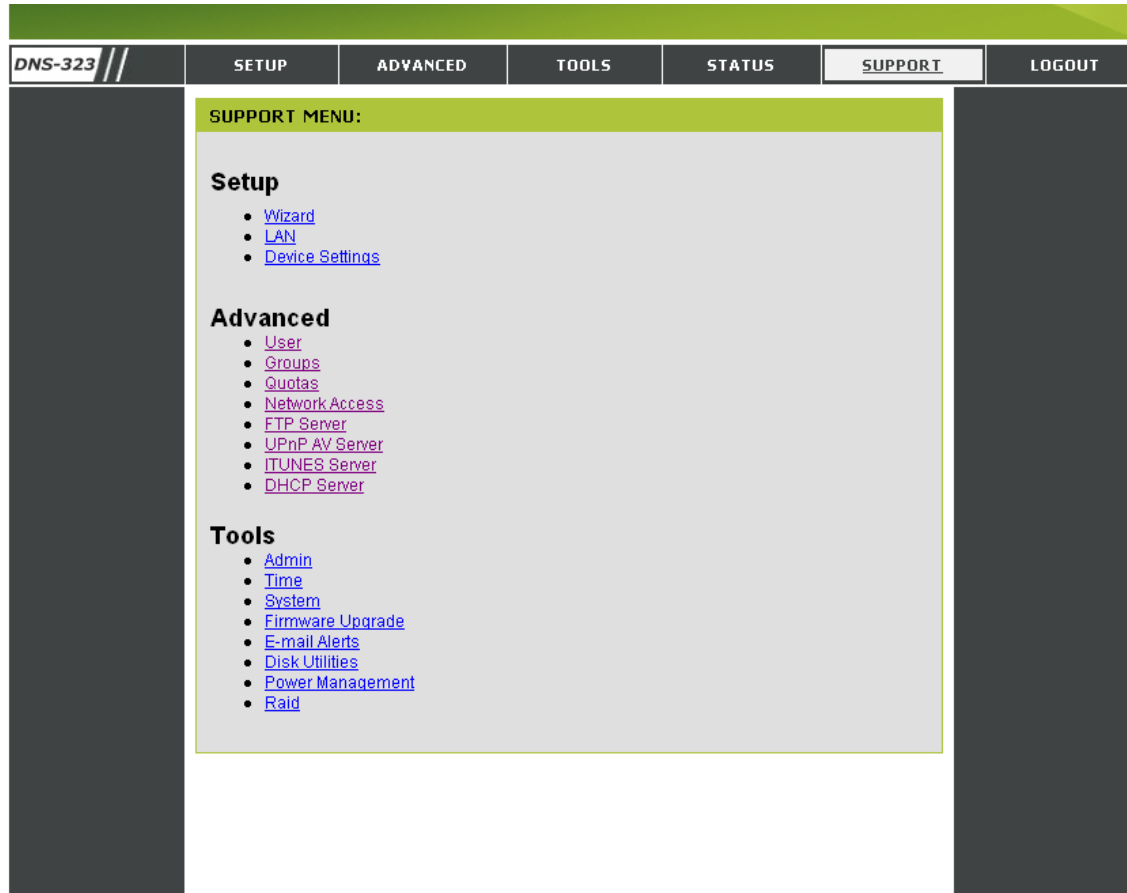 DNS-323 SETUP ADVANCED TOOLS STATUS SUPPORT LOGOUT
SUPPORT MENU:
Setup
Wizard
LAN
Device Settings
Advanced
User
Groups
Quotas
Network Access
FTP Server
UPnP AV Server
ITUNES Server
DHCP Server
Tools
Admin
Time
System
Firmware Upgrade
E-mail Alerts
Disk Utilities
Power Management
Raid